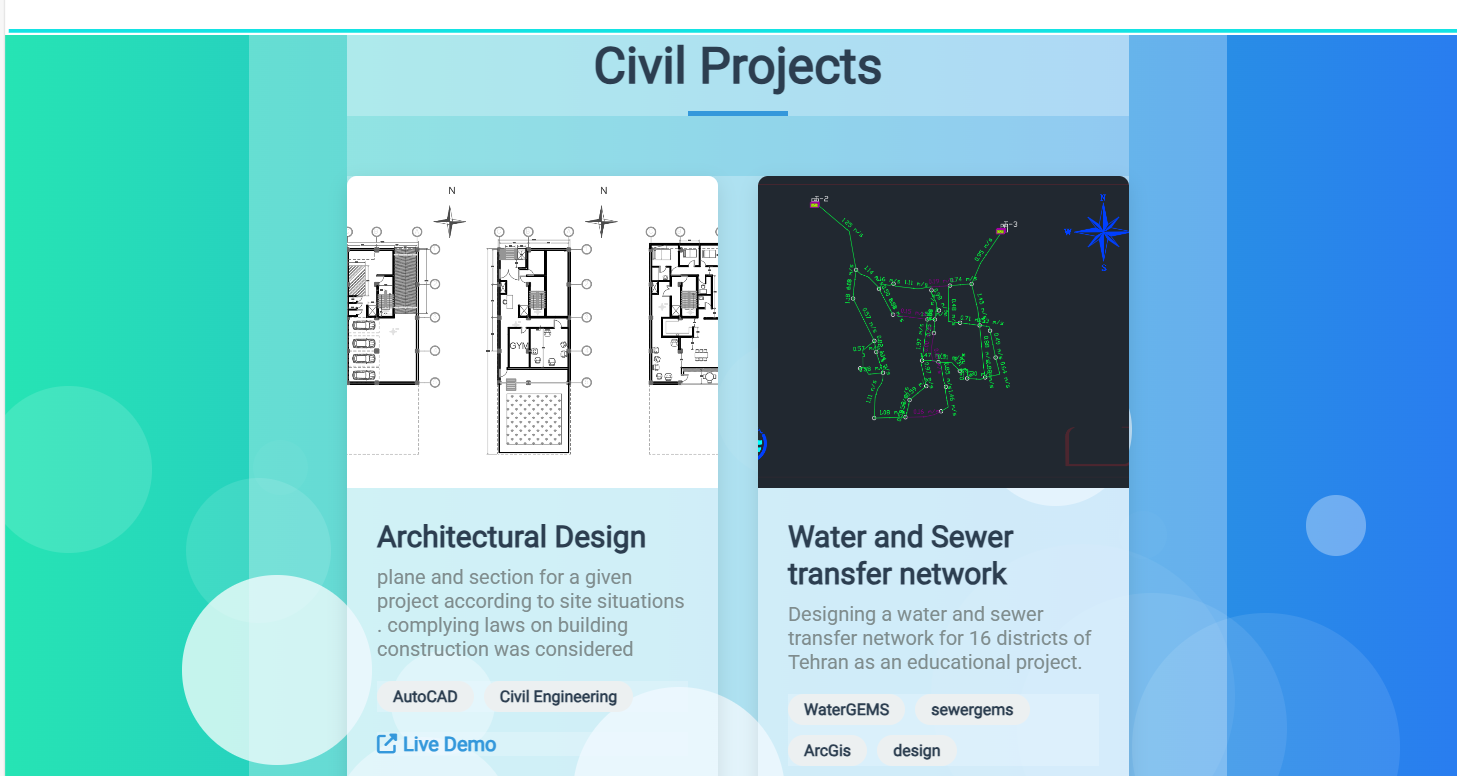 Civil Projects
N
N
GYM
N
W
S
Architectural Design
plane and section for a given
project according to site situations
. complying laws on building
construction was considered
AutoCAD
Civil Engineering
Live Demo
Water and Sewer
transfer network
Designing a water and sewer
transfer network for 16 districts of
Tehran as an educational project.
WaterGEMS
sewergems
ArcGis
design